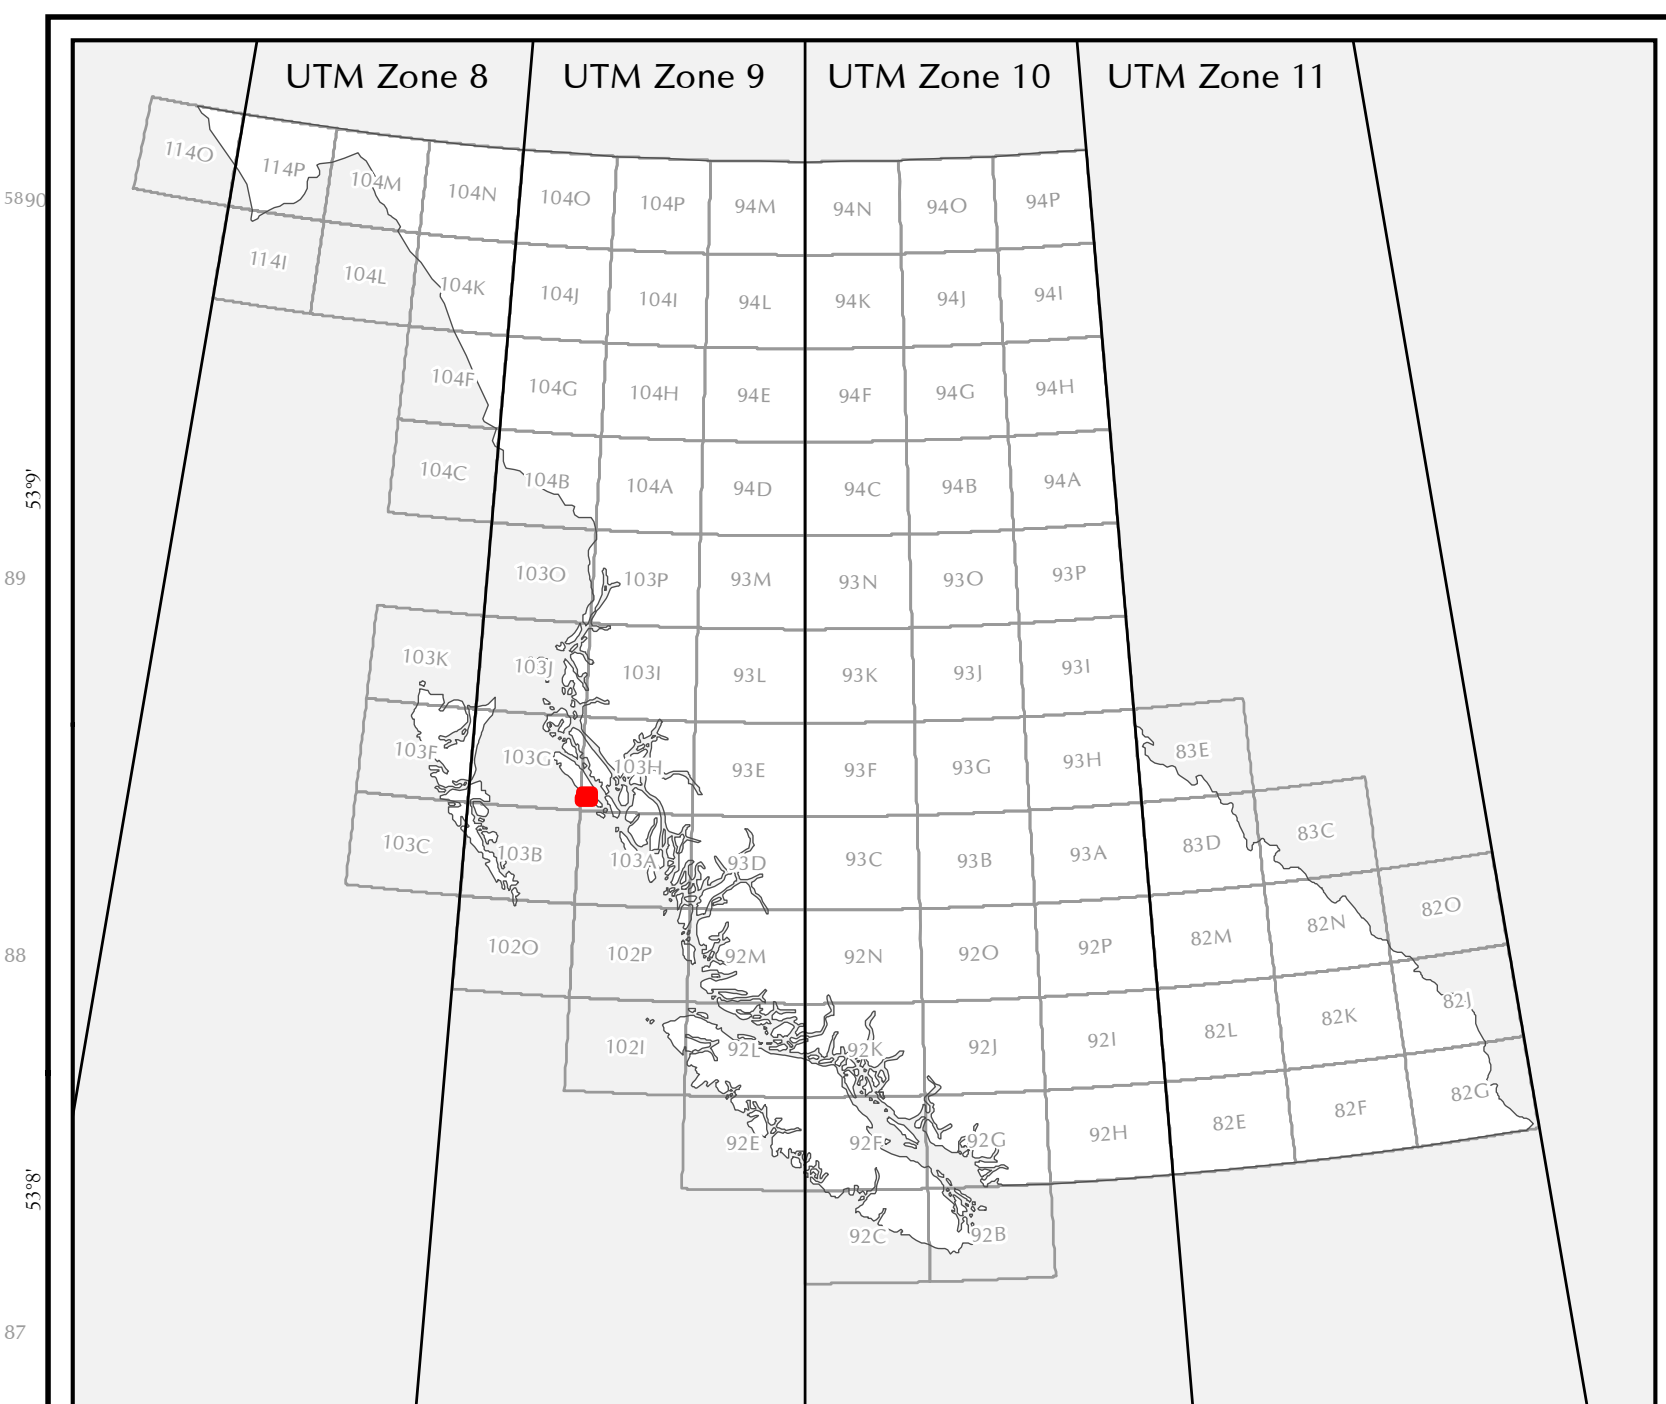 UTM Zone 8 UTM Zone 9 UTM Zone 10 UTM Zone 11
114O 114P 104M 104N 104O 104P 94M 94N 94O 94P
5890
114I 104L 104K 104J 104I 94L 94K 94J 94I
104F 104G 104H 94E 94F 94G 94H
53°9'
104C 104B 104A 94D 94C 94B 94A
89
103O 103P 93M 93N 93O 93P
103K 103J 103I 93L 93K 93J 93I
103F 103G 103H 93E 93F 93G 93H 83E
103C 103B 103A 93D 93C 93B 93A 83D 83C
88
102O 102P 92M 92N 92O 92P 82M 82N 82O
102I 92L 92K 92J 92I 82L 82K 82J
92E 92F 92G 92H 82E 82F 82G
53°8'
92C 92B
87